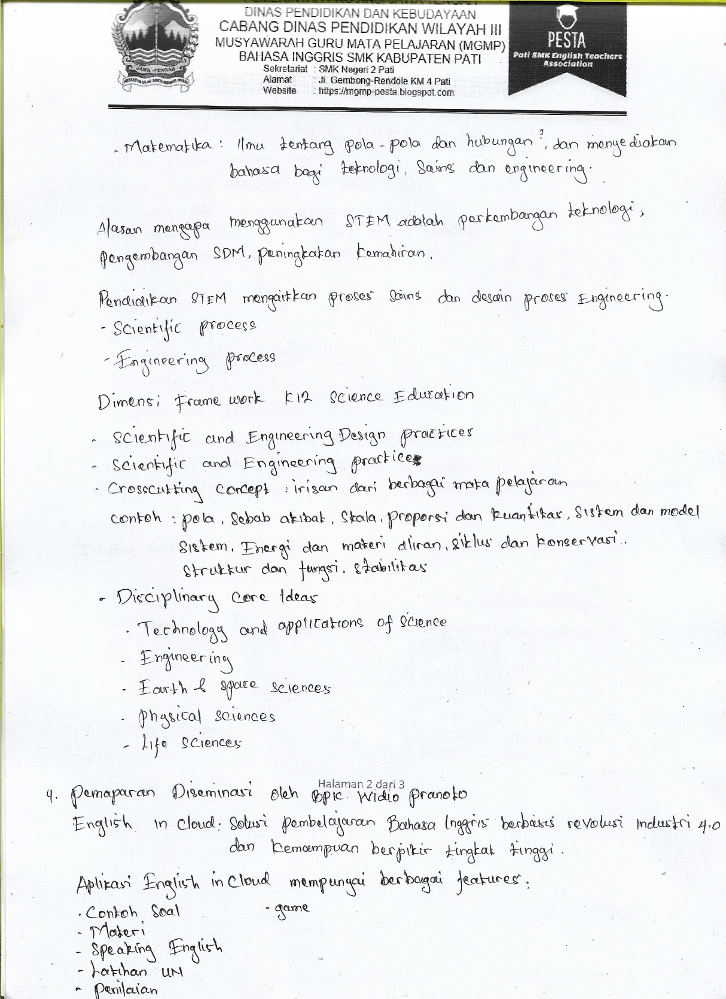 DINAS PENDIDIKAN DAN KEBUDAYAAN
CABANG DINAS PENDIDIKAN WILAYAH III
MUSYAWARAH GURU MATA PELAJARAN (MGMP)
BAHASA INGGRIS SMK KABUPATEN PATI
Sekretariat : SMK Negeri 2 Pati
Alamat : Jl. Gembong-Rendole KM 4 Pati
Website : https://mgmp-pesta.blogspot.com
JAWA - TENGAH
PESTA
Pati SMK English Teachers
Association
. Matematika : Ilmu tentang pola - pola dan hubungan ², dan menyediakan
bahasa bagi teknologi, Sains dan engineering.
Alasan mengapa menggunakan STEM adalah perkembangan teknologi,
pengembangan SDM, peningkatan kemahiran.
Pendidikan STEM mengaitkan proses sains dan desain proses Engineering.
- Scientific process
- Engineering process
Dimensi Frame work K12 Science Education
- Scientific and Engineering Design practices
- Scientific and Engineering practices
. Crosscutting concept : irisan dari berbagai mata pelajaran
contoh : pola, Sebab akibat, Skala, proporsi dan kuantitas, Sistem dan model
Sistem. Energi dan materi aliran, siklus dan konservasi.
Struktur dan fungsi. Stabilitas
- Disciplinary Core Ideas
. Technology and applications of science
- Engineering
- Earth & space sciences
. physical sciences
- Life sciences
Halaman 2 dari 3
4. Pemaparan Diseminasi oleh Bpk. Widio Pranoto
English in Cloud : Solusi pembelajaran Bahasa Inggris berbasis revolusi Industri 4.0
dan kemampuan berpikir tingkat tinggi.
Aplikasi English in Cloud mempunyai berbagai features :
. Contoh Soal - game
- Materi
- Speaking English
- Latihan UN
- Penilaian